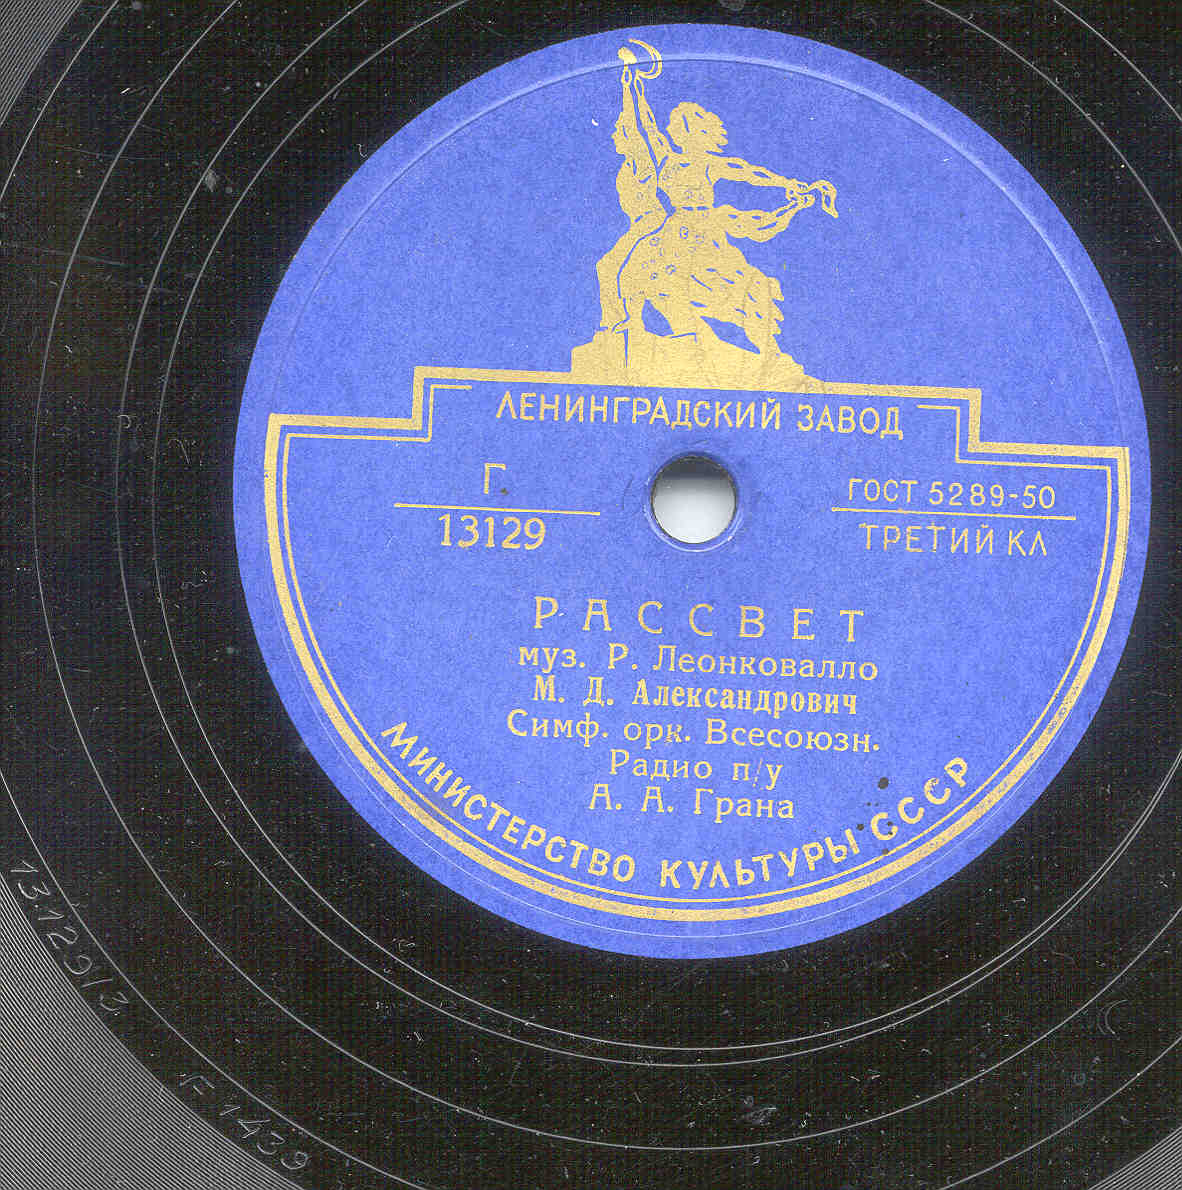 ЛЕНИНГРАДСКИЙ ЗАВОД
Г
13129
ГОСТ 5289-50
ТРЕТИЙ КЛ
РАССВЕТ
муз. Р. Леонковалло
М. Д. Александрович
Симф. орк. Всесоюзн.
Радио п/у
А. А. Грана
МИНИСТЕРСТВО КУЛЬТУРЫ СССР
13129/3
F 1439